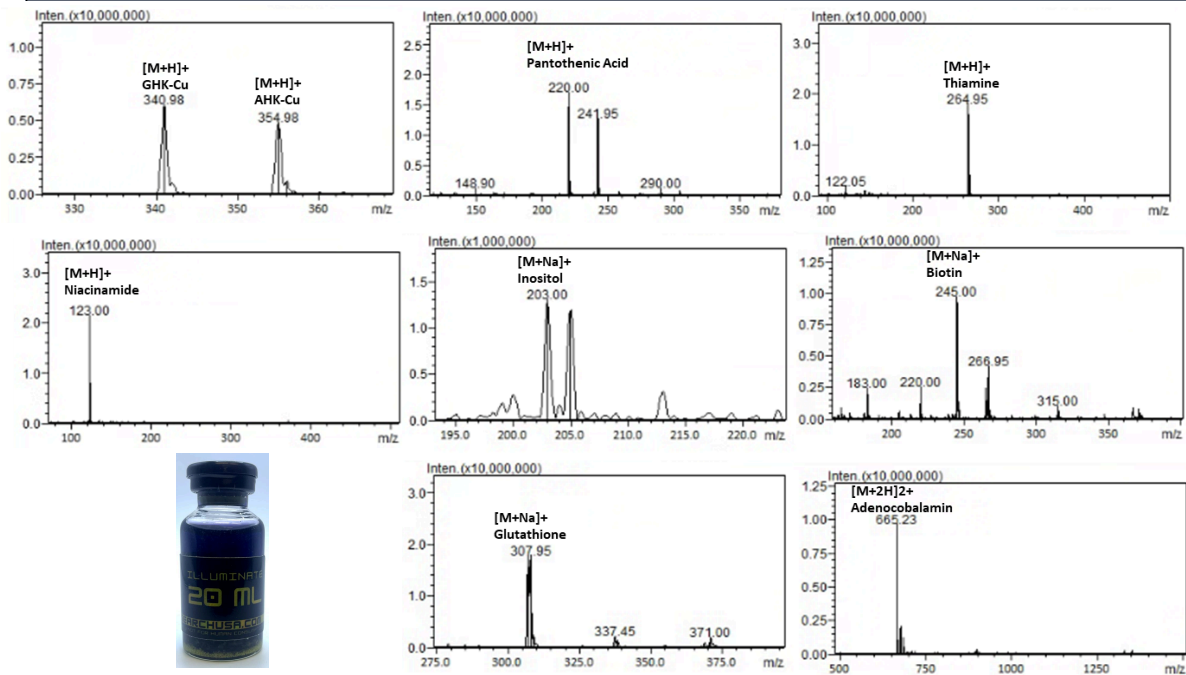 Inten.(x10,000,000)
1.00
0.75
0.50
0.25
0.00
[M+H]+
GHK-Cu
340.98
[M+H]+
AHK-Cu
354.98
330
340
350
360
m/z
Inten.(x10,000,000)
2.5
2.0
1.5
1.0
0.5
0.0
[M+H]+
Pantothenic Acid
220.00
241.95
148.90
290.00
150
200
250
300
350
m/z
Inten.(x10,000,000)
3.0
2.0
1.0
0.0
[M+H]+
Thiamine
264.95
122.05
100
200
300
400
m/z
Inten.(x10,000,000)
3.0
2.0
1.0
0.0
[M+H]+
Niacinamide
123.00
100
200
300
400
m/z
Inten.(x1,000,000)
1.5
1.0
0.5
0.0
[M+Na]+
Inositol
203.00
195.0
200.0
205.0
210.0
215.0
220.0
m/z
Inten.(x10,000,000)
1.25
1.00
0.75
0.50
0.25
0.00
[M+Na]+
Biotin
245.00
266.95
183.00
220.00
315.00
200
250
300
350
m/z
ILLUMINATE
20 ML
ARCHUSA.CO
Inten.(x10,000,000)
3.0
2.0
1.0
0.0
[M+Na]+
Glutathione
307.95
337.45
371.00
275.0
300.0
325.0
350.0
375.0
m/z
Inten.(x10,000,000)
1.25
1.00
0.75
0.50
0.25
0.00
[M+2H]2+
Adenocobalamin
665.23
500
750
1000
1250
m/z